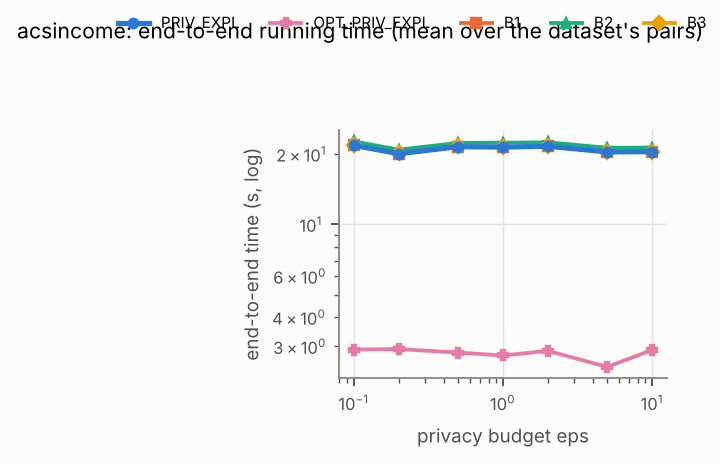 PRIV_EXPL OPT_PRIV_EXPL B1 B2 B3
acsincome: end-to-end running time (mean over the dataset's pairs)
end-to-end time (s, log)
2 × 10¹
10¹
6 × 10⁰
4 × 10⁰
3 × 10⁰
10⁻¹ 10⁰ 10¹
privacy budget eps